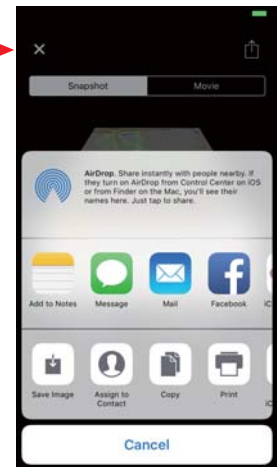 Snapshot Movie
AirDrop. Share instantly with people nearby. If
they turn on AirDrop from Control Center on iOS
or from Finder on the Mac, you'll see their
names here. Just tap to share.
Add to Notes Message Mail Facebook iC
Save Image Assign to Contact Copy Print iC
Cancel